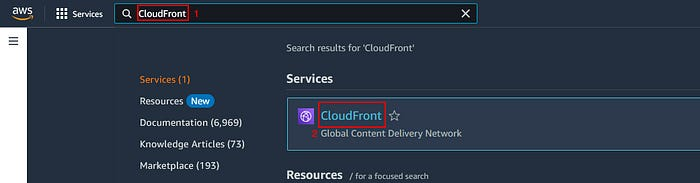 aws
Services
CloudFront 1
Search results for 'CloudFront'
Services (1)
Resources New
Documentation (6,969)
Knowledge Articles (73)
Marketplace (193)
Services
CloudFront
2 Global Content Delivery Network
Resources / for a focused search